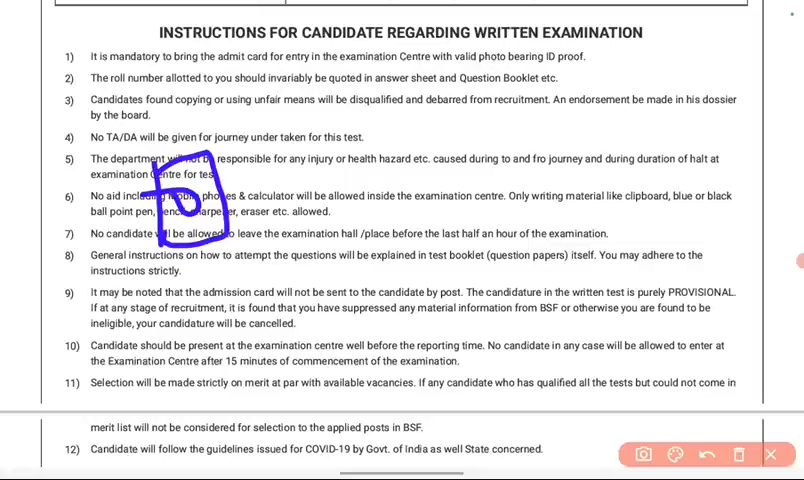 INSTRUCTIONS FOR CANDIDATE REGARDING WRITTEN EXAMINATION
1) It is mandatory to bring the admit card for entry in the examination Centre with valid photo bearing ID proof.
2) The roll number allotted to you should invariably be quoted in answer sheet and Question Booklet etc.
3) Candidates found copying or using unfair means will be disqualified and debarred from recruitment. An endorsement be made in his dossier
by the board.
4) No TA/DA will be given for journey under taken for this test.
5) The department will not be responsible for any injury or health hazard etc. caused during to and fro journey and during duration of halt at
examination Centre for test
6) No aid including mobile phones & calculator will be allowed inside the examination centre. Only writing material like clipboard, blue or black
ball point pen, pencil, sharpener, eraser etc. allowed.
7) No candidate will be allowed to leave the examination hall /place before the last half an hour of the examination.
8) General instructions on how to attempt the questions will be explained in test booklet (question papers) itself. You may adhere to the
instructions strictly.
9) It may be noted that the admission card will not be sent to the candidate by post. The candidature in the written test is purely PROVISIONAL.
If at any stage of recruitment, it is found that you have suppressed any material information from BSF or otherwise you are found to be
ineligible, your candidature will be cancelled.
10) Candidate should be present at the examination centre well before the reporting time. No candidate in any case will be allowed to enter at
the Examination Centre after 15 minutes of commencement of the examination.
11) Selection will be made strictly on merit at par with available vacancies. If any candidate who has qualified all the tests but could not come in
merit list will not be considered for selection to the applied posts in BSF.
12) Candidate will follow the guidelines issued for COVID-19 by Govt. of India as well State concerned.